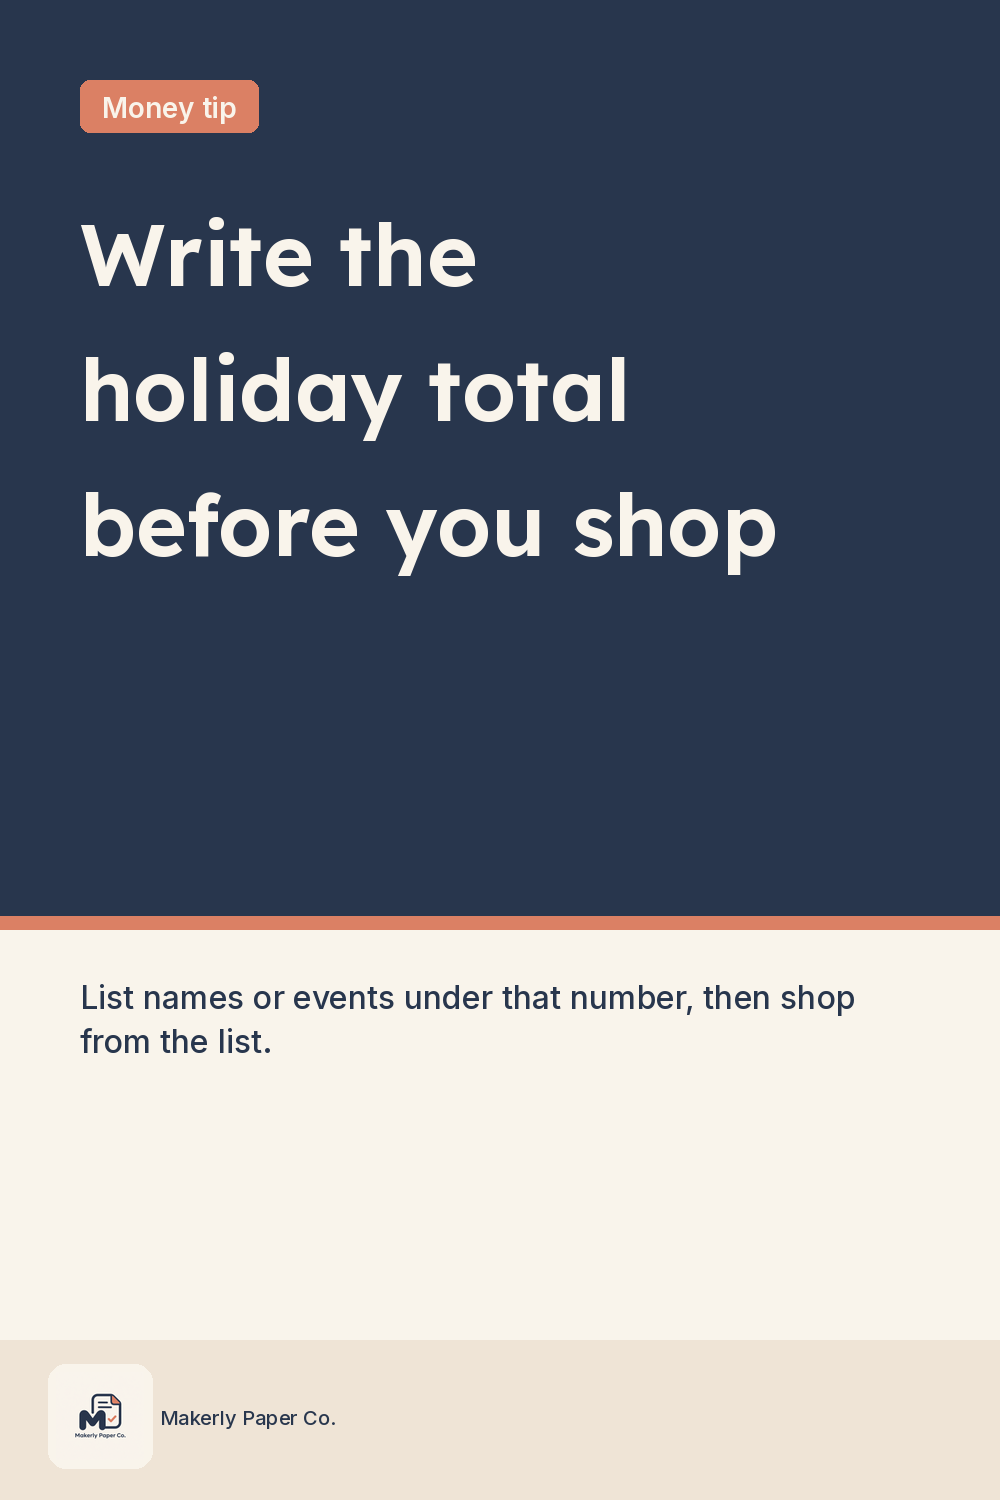 Money tip
Write the
holiday total
before you shop
List names or events under that number, then shop
from the list.
Makerly Paper Co.
Makerly Paper Co.